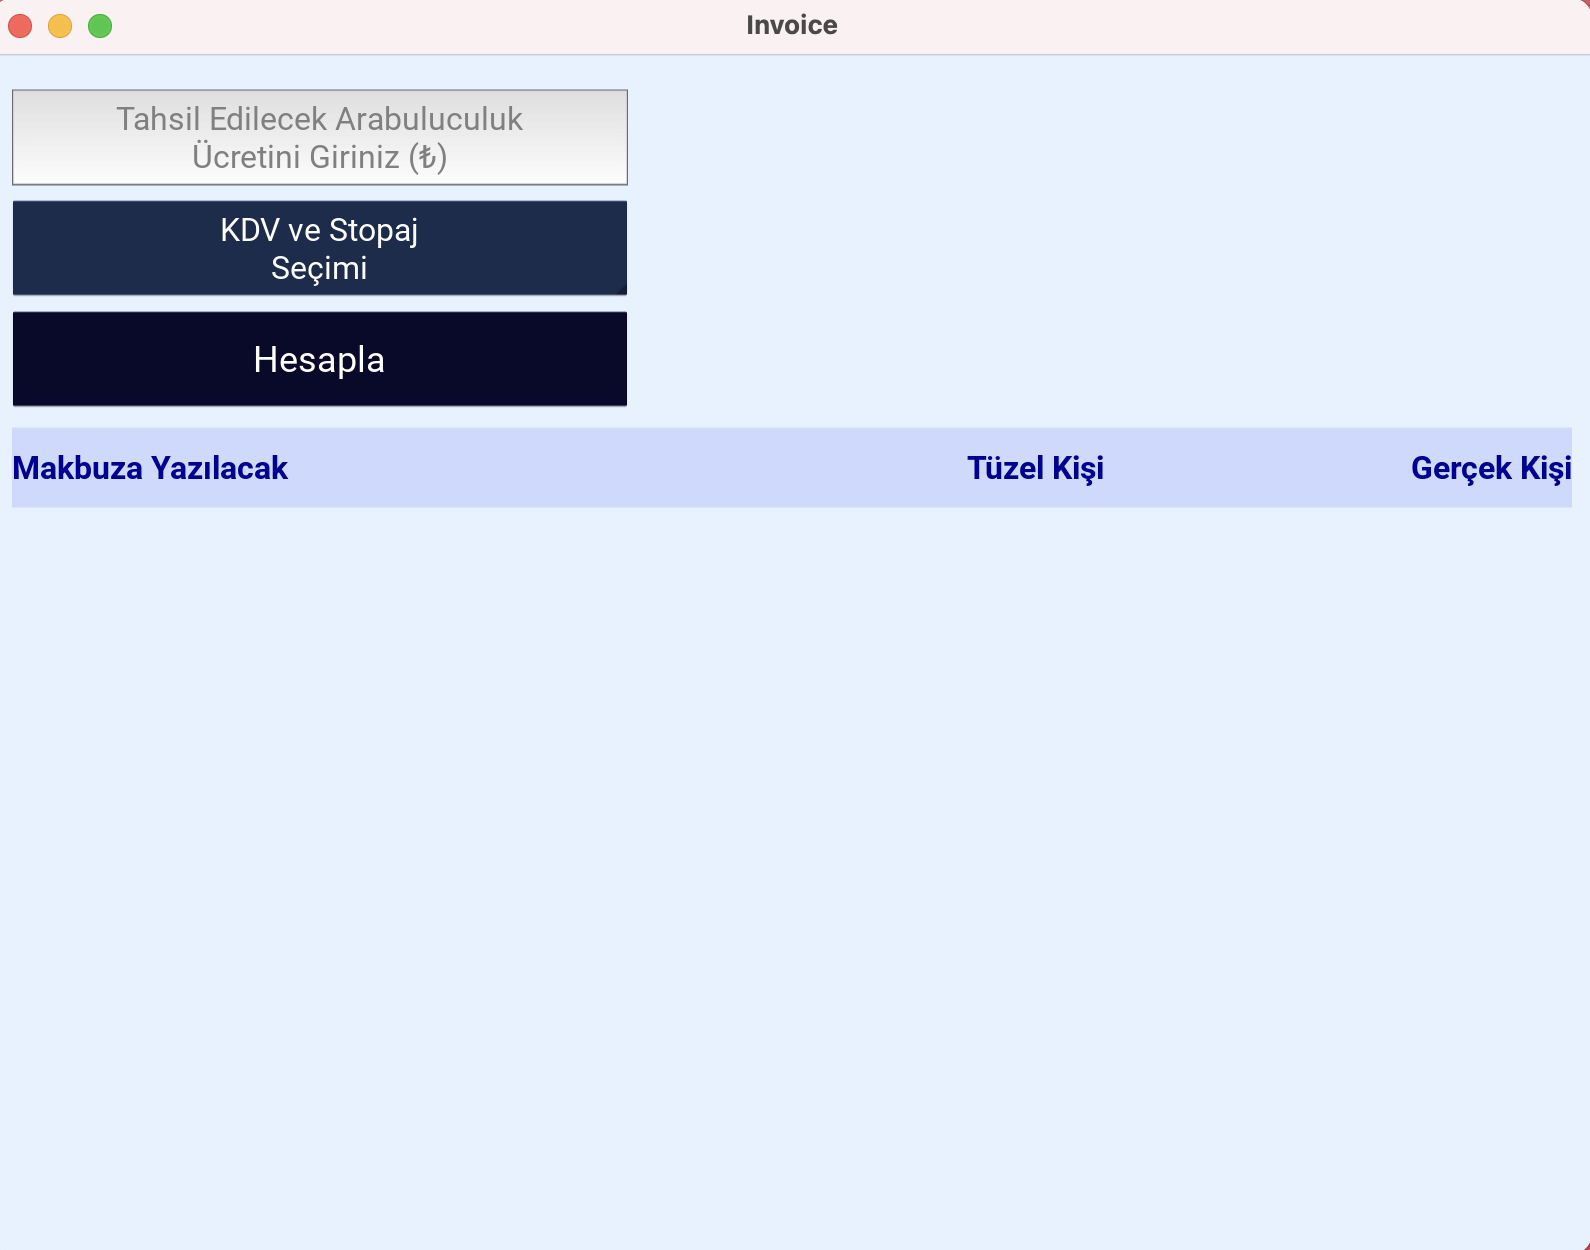 Invoice
Tahsil Edilecek Arabuluculuk
Ücretini Giriniz (₺)
KDV ve Stopaj
Seçimi
Hesapla
Makbuza Yazılacak Tüzel Kişi Gerçek Kişi